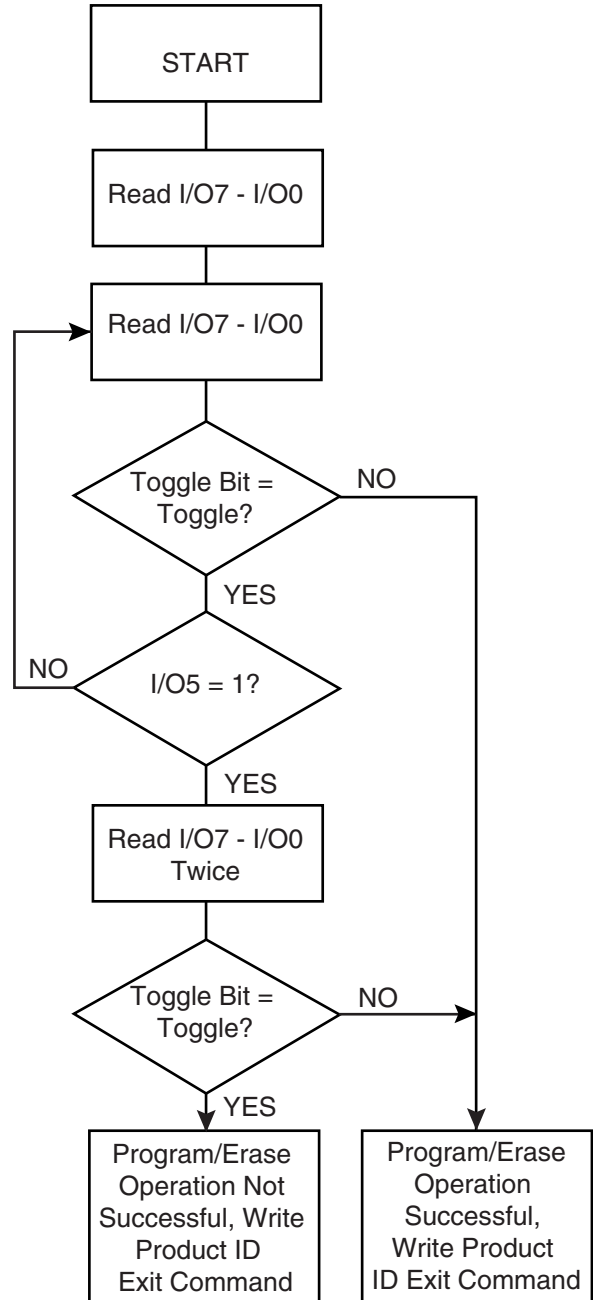 START
Read I/O7 - I/O0
Read I/O7 - I/O0
Toggle Bit =
Toggle?
NO
YES
I/O5 = 1?
NO
YES
Read I/O7 - I/O0
Twice
Toggle Bit =
Toggle?
NO
YES
Program/Erase
Operation Not
Successful, Write
Product ID
Exit Command
Program/Erase
Operation
Successful,
Write Product
ID Exit Command